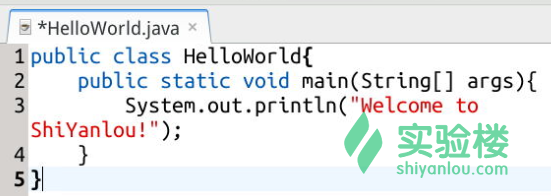 *HelloWorld.java ×
1 public class HelloWorld{
2     public static void main(String[] args){
3         System.out.println("Welcome to
ShiYanlou!");
4     }
5 }
实验楼
shiyanlou.com